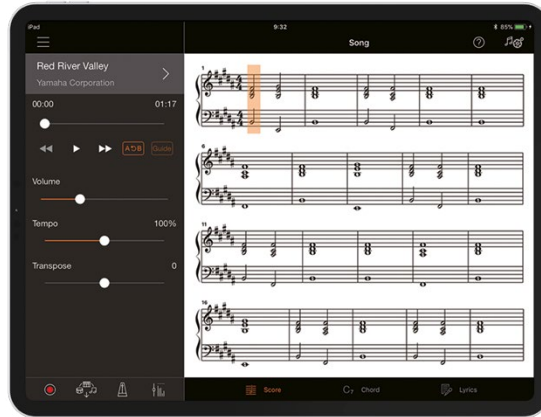 iPad
9:32
85%
Song
Red River Valley
Yamaha Corporation
00:00
01:17
A B
Guide
Volume
Tempo
100%
Transpose
0
1
6
11
16
Score
C7 Chord
Lyrics